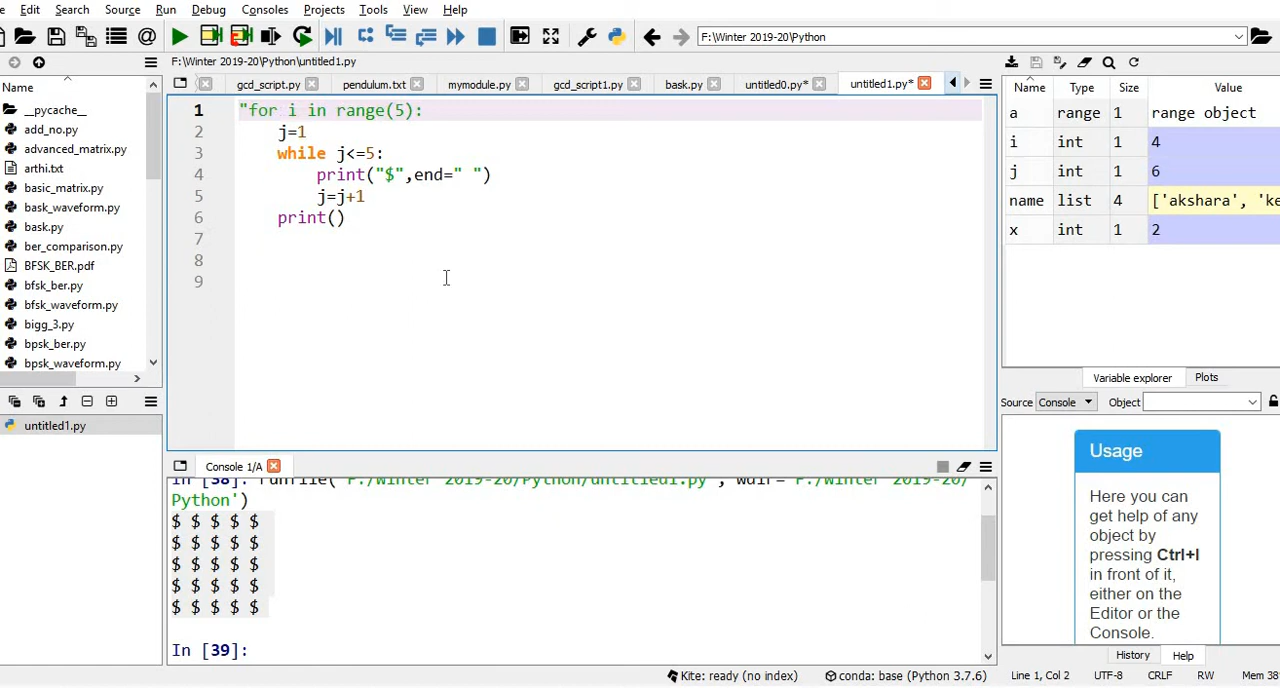 Edit Search Source Run Debug Consoles Projects Tools View Help
F:\Winter 2019-20\Python
F:\Winter 2019-20\Python\untitled1.py
Name
__pycache__
add_no.py
advanced_matrix.py
arthi.txt
basic_matrix.py
bask_waveform.py
bask.py
ber_comparison.py
BFSK_BER.pdf
bfsk_ber.py
bfsk_waveform.py
bigg_3.py
bpsk_ber.py
bpsk_waveform.py
untitled1.py
gcd_script.py pendulum.txt mymodule.py gcd_script1.py bask.py untitled0.py* untitled1.py*
1 "for i in range(5):
2 j=1
3 while j<=5:
4 print("$",end=" ")
5 j=j+1
6 print()
7
8
9
Console 1/A
In [38]: runfile('F:/Winter 2019-20/Python/untitled1.py', wdir='F:/Winter 2019-20/
Python')
$ $ $ $ $
$ $ $ $ $
$ $ $ $ $
$ $ $ $ $
$ $ $ $ $
In [39]:
Name Type Size Value
a range 1 range object
i int 1 4
j int 1 6
name list 4 ['akshara', 'ke
x int 1 2
Variable explorer Plots
Source Console Object
Usage
Here you can
get help of any
object by
pressing Ctrl+I
in front of it,
either on the
Editor or the
Console.
History Help
Kite: ready (no index) conda: base (Python 3.7.6) Line 1, Col 2 UTF-8 CRLF RW Mem 38